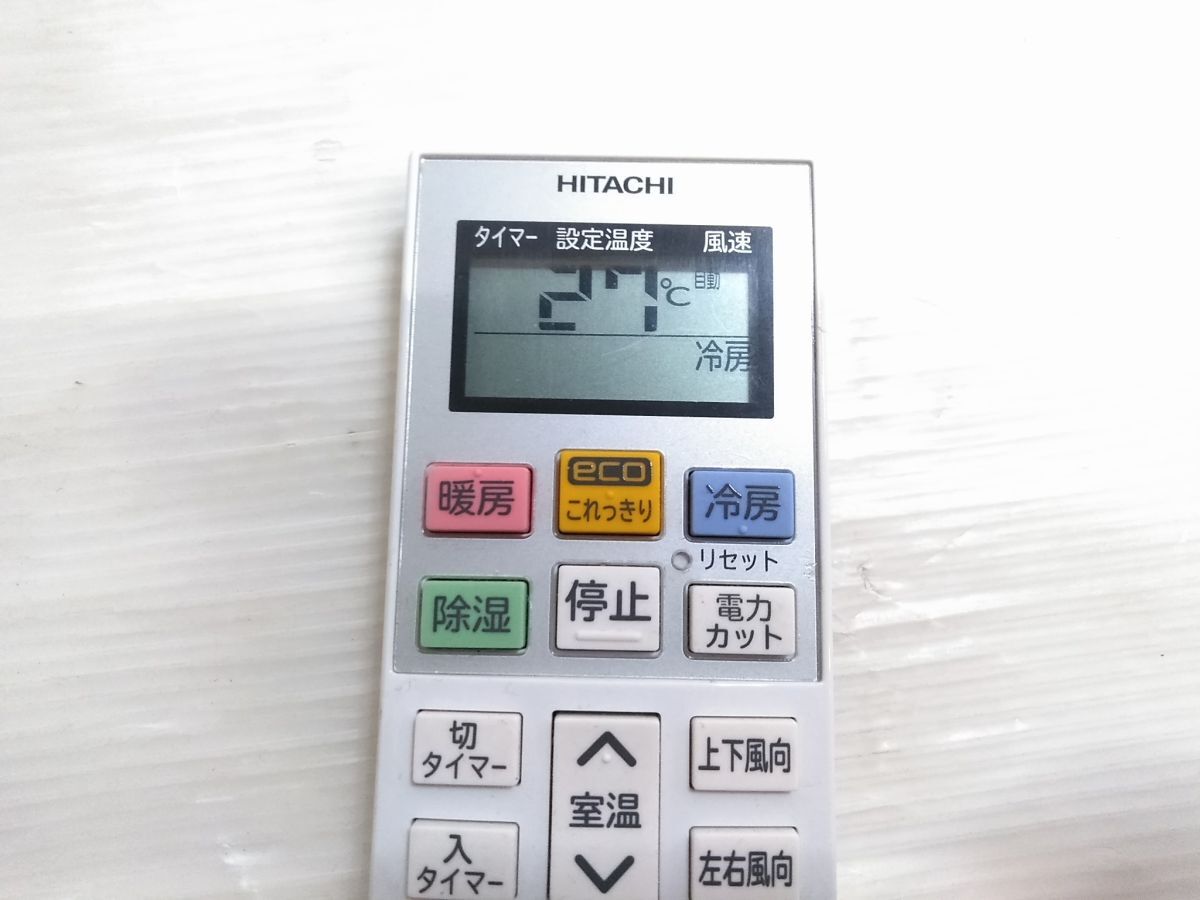 HITACHI
タイマー 設定温度 風速
27℃ 自動
冷房
暖房 eco これっきり 冷房
リセット
除湿 停止 電力
カット
切
タイマー
上下風向
室温
入
タイマー
左右風向